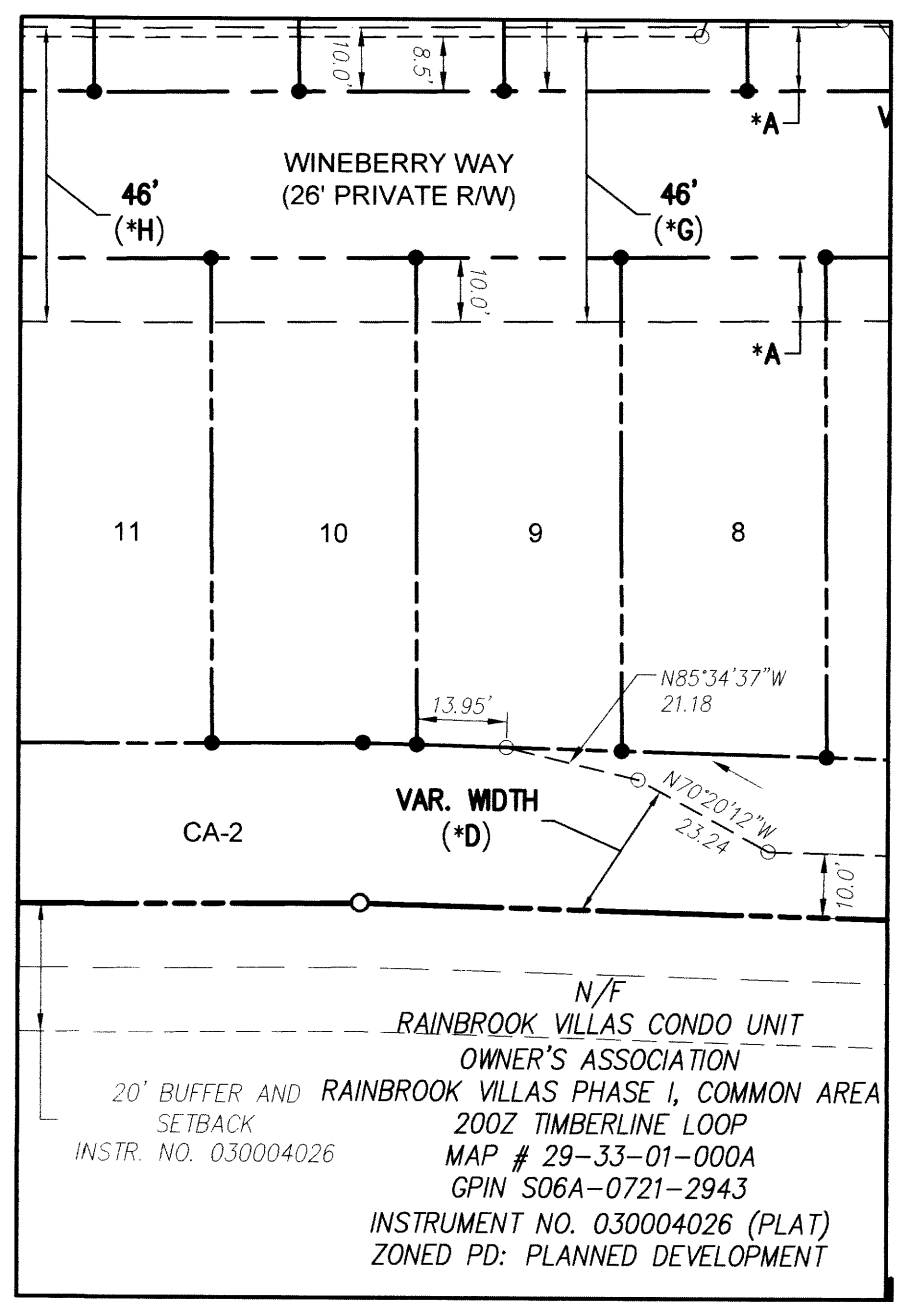 10.0'
8.5'
*A
V
WINEBERRY WAY
(26' PRIVATE R/W)
46'
(*H)
46'
(*G)
10.0'
*A
11
10
9
8
N85°34'37"W
21.18
13.95'
N70°20'12"W
23.24
VAR. WIDTH
(*D)
CA-2
10.0'
N/F
RAINBROOK VILLAS CONDO UNIT
OWNER'S ASSOCIATION
RAINBROOK VILLAS PHASE I, COMMON AREA
200Z TIMBERLINE LOOP
MAP # 29-33-01-000A
GPIN S06A-0721-2943
INSTRUMENT NO. 030004026 (PLAT)
ZONED PD: PLANNED DEVELOPMENT
20' BUFFER AND
SETBACK
INSTR. NO. 030004026